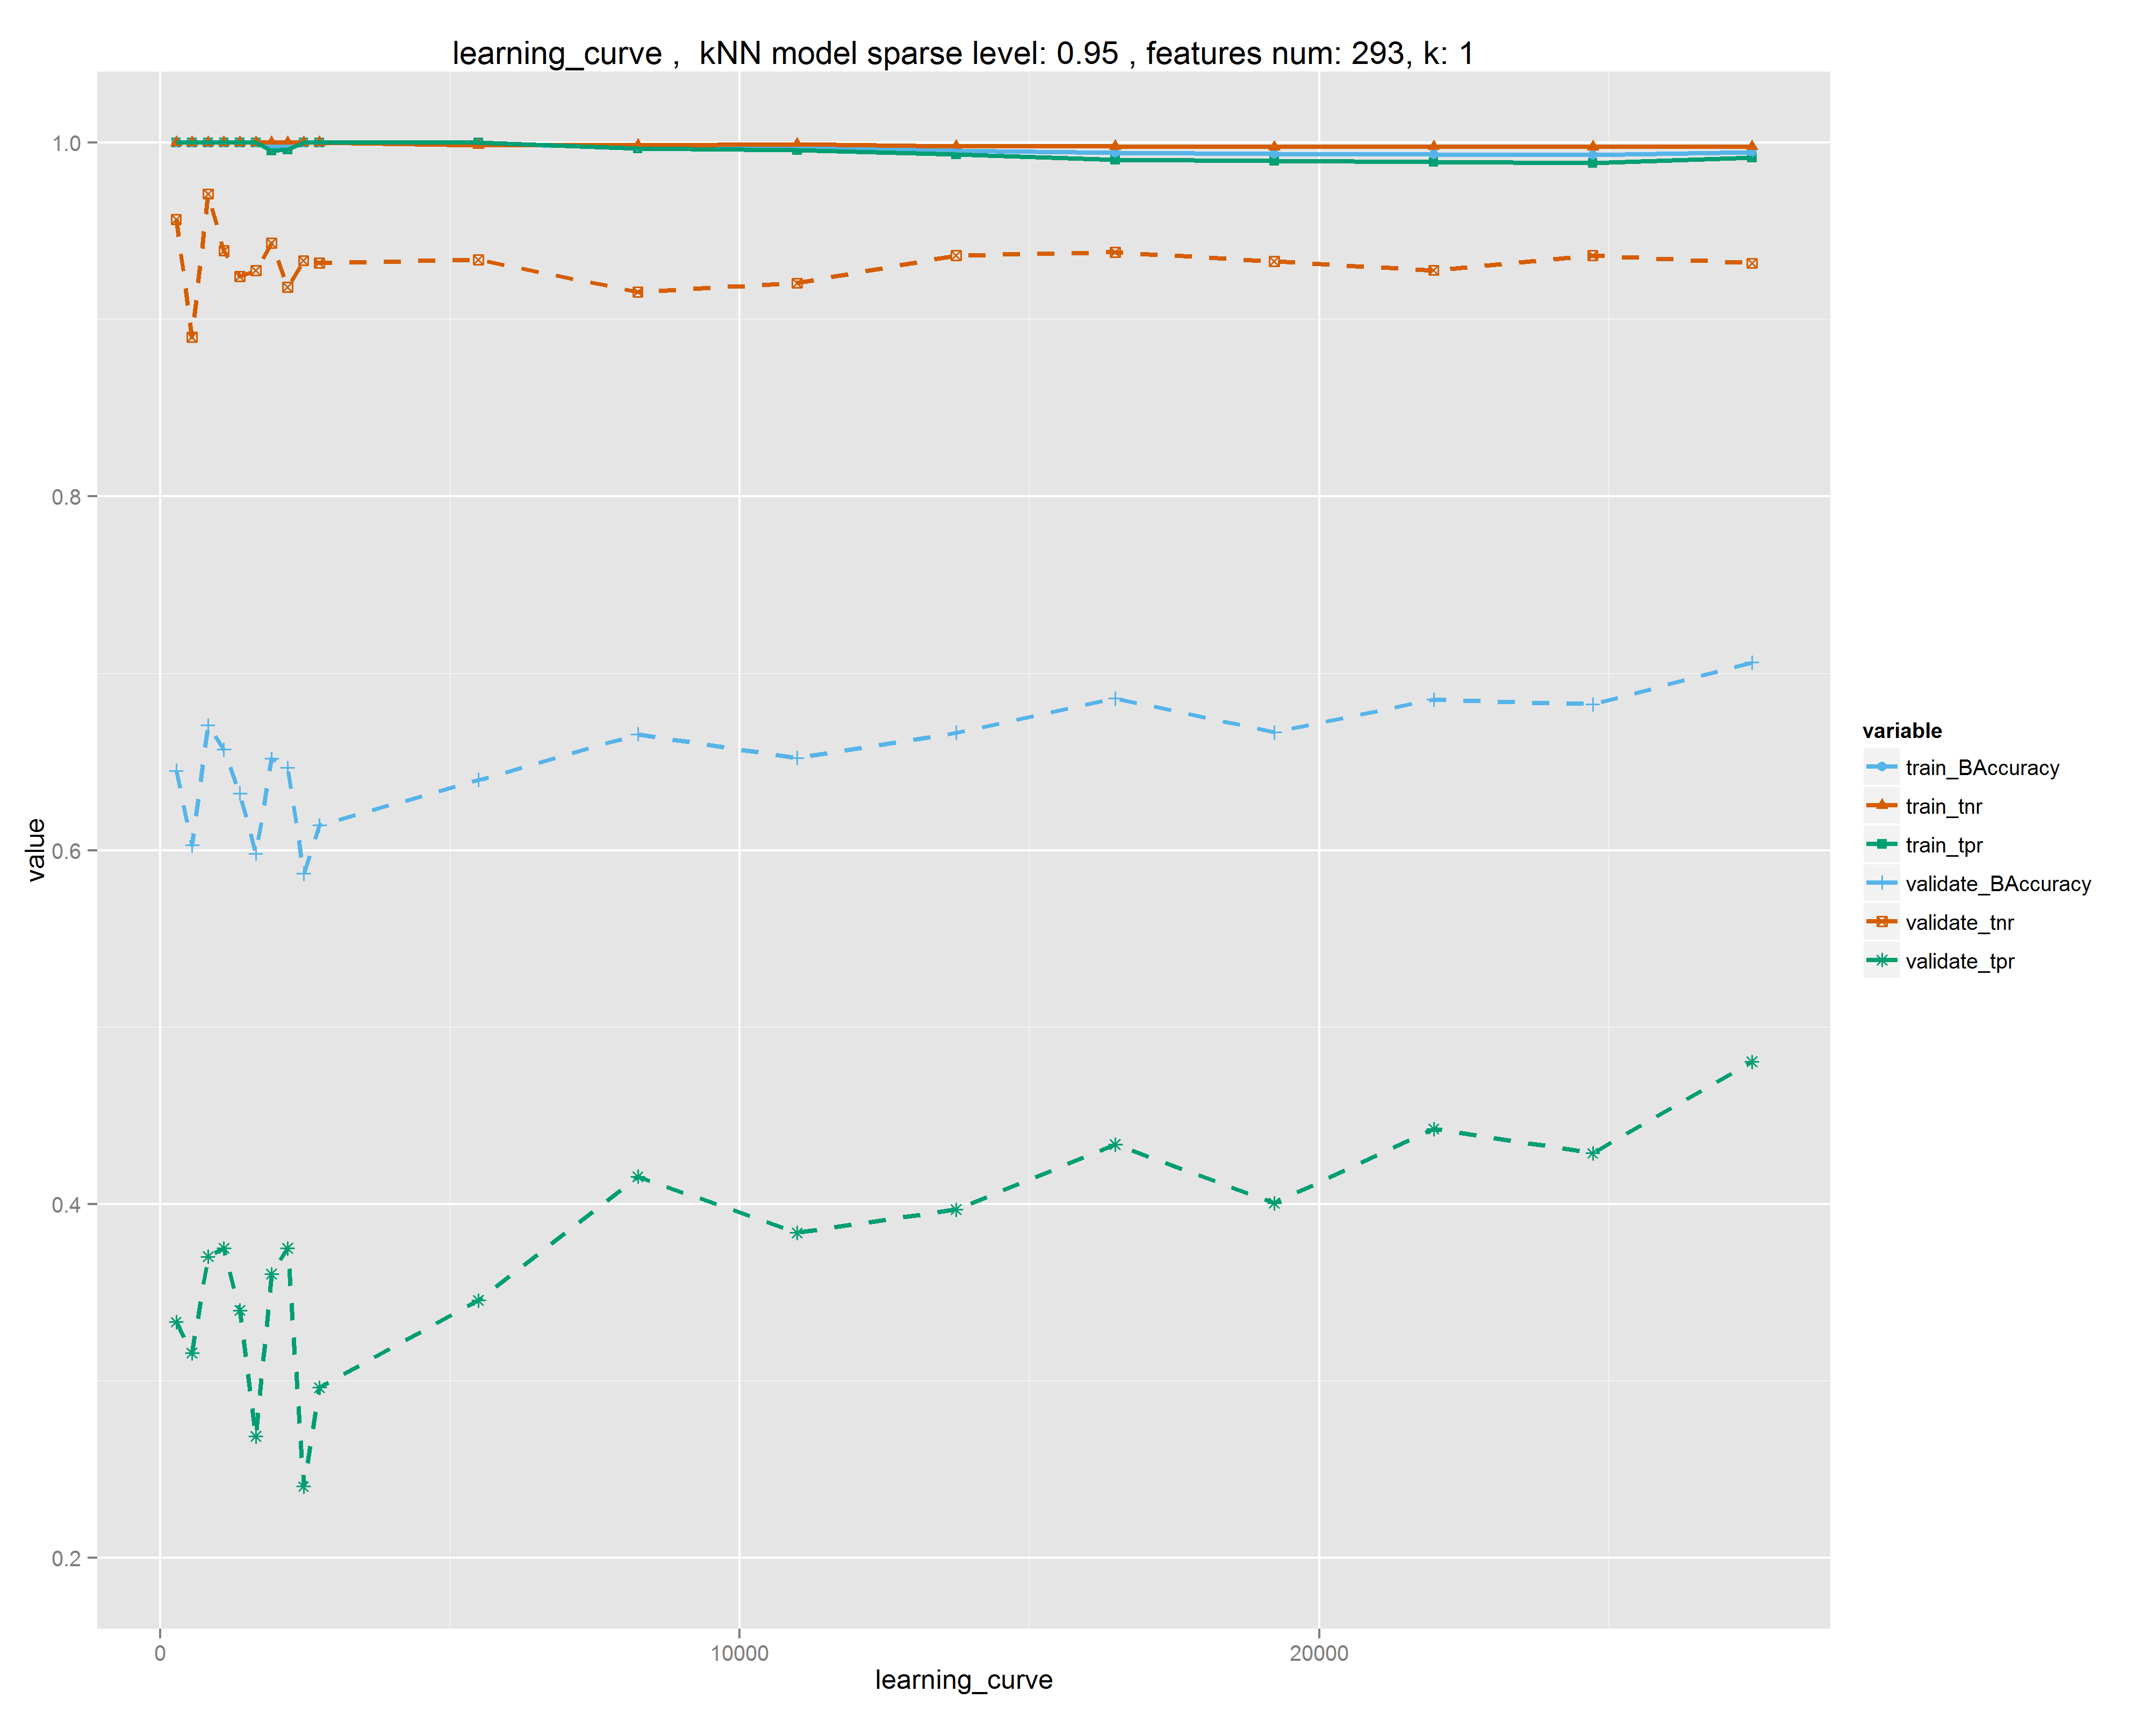 learning_curve ,  kNN model sparse level: 0.95 , features num: 293, k: 1
value
1.0
0.8
0.6
0.4
0.2
0
10000
20000
learning_curve
variable
train_BAccuracy
train_tnr
train_tpr
validate_BAccuracy
validate_tnr
validate_tpr